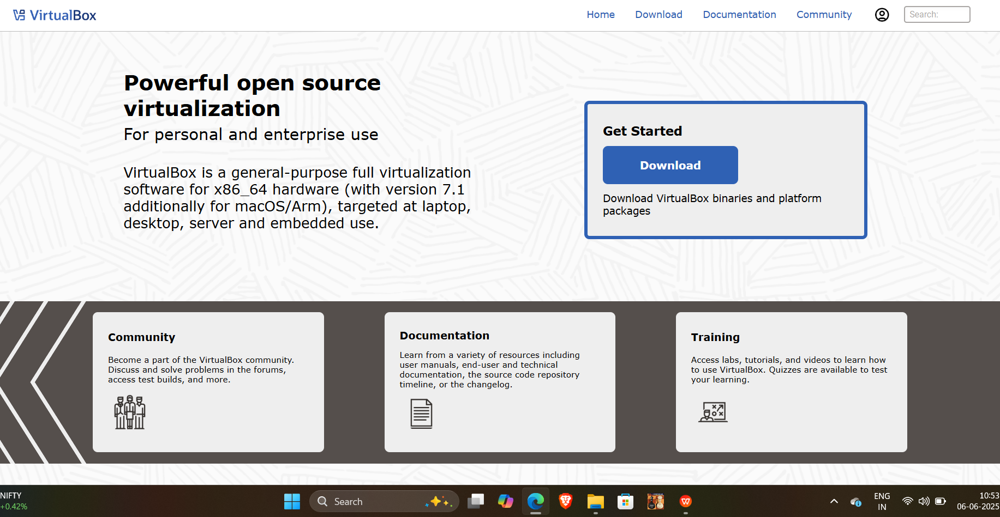 VirtualBox
Home Download Documentation Community Search:
Powerful open source
virtualization
For personal and enterprise use
VirtualBox is a general-purpose full virtualization
software for x86_64 hardware (with version 7.1
additionally for macOS/Arm), targeted at laptop,
desktop, server and embedded use.
Get Started
Download
Download VirtualBox binaries and platform
packages
Community
Become a part of the VirtualBox community.
Discuss and solve problems in the forums,
access test builds, and more.
Documentation
Learn from a variety of resources including
user manuals, end-user and technical
documentation, the source code repository
timeline, or the changelog.
Training
Access labs, tutorials, and videos to learn how
to use VirtualBox. Quizzes are available to test
your learning.
NIFTY
+0.42%
Search
ENG
IN
10:53
06-06-2025